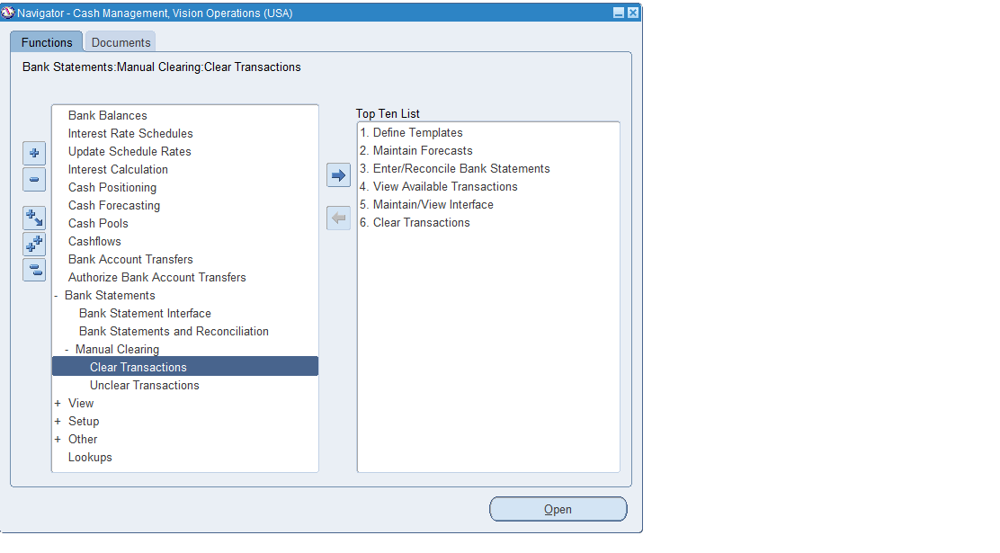 Navigator - Cash Management, Vision Operations (USA)
Functions
Documents
Bank Statements:Manual Clearing:Clear Transactions
Bank Balances
Interest Rate Schedules
Update Schedule Rates
Interest Calculation
Cash Positioning
Cash Forecasting
Cash Pools
Cashflows
Bank Account Transfers
Authorize Bank Account Transfers
- Bank Statements
Bank Statement Interface
Bank Statements and Reconciliation
- Manual Clearing
Clear Transactions
Unclear Transactions
+ View
+ Setup
+ Other
Lookups
Top Ten List
1. Define Templates
2. Maintain Forecasts
3. Enter/Reconcile Bank Statements
4. View Available Transactions
5. Maintain/View Interface
6. Clear Transactions
Open